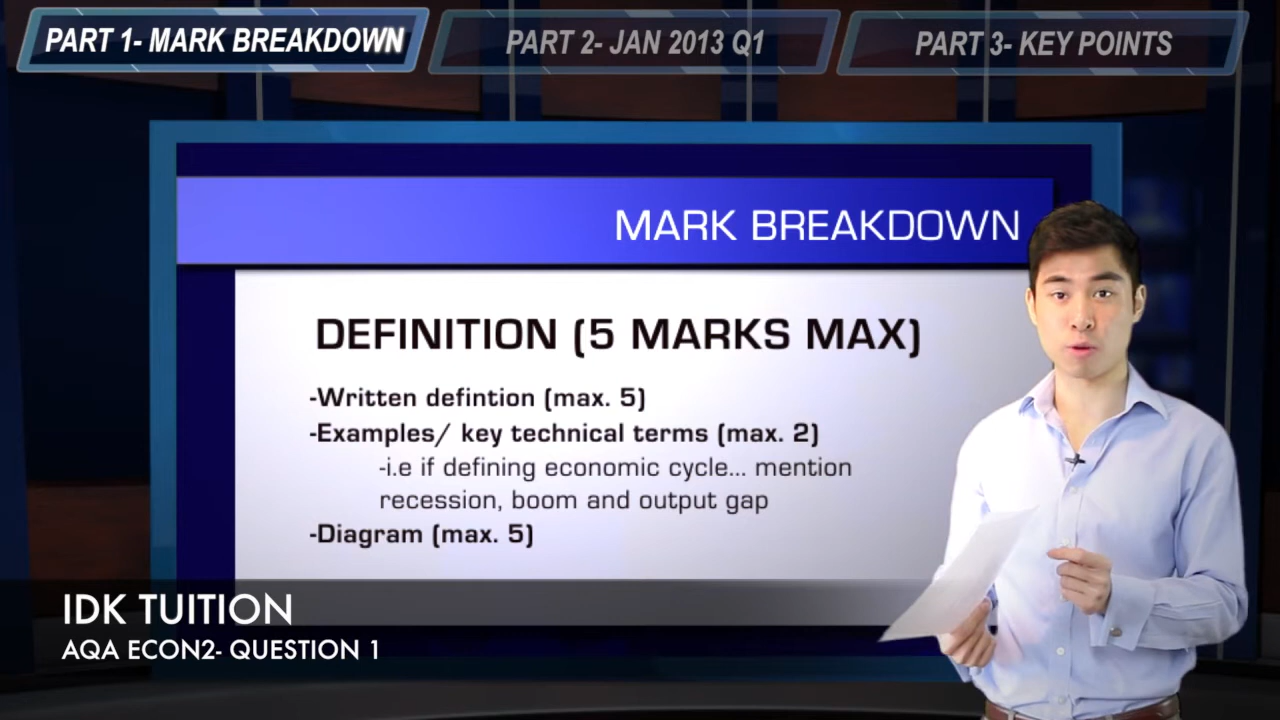 PART 1- MARK BREAKDOWN
PART 2- JAN 2013 Q1
PART 3- KEY POINTS
MARK BREAKDOWN
DEFINITION (5 MARKS MAX)
-Written defintion (max. 5)
-Examples/ key technical terms (max. 2)
-i.e if defining economic cycle... mention
recession, boom and output gap
-Diagram (max. 5)
IDK TUITION
AQA ECON2- QUESTION 1